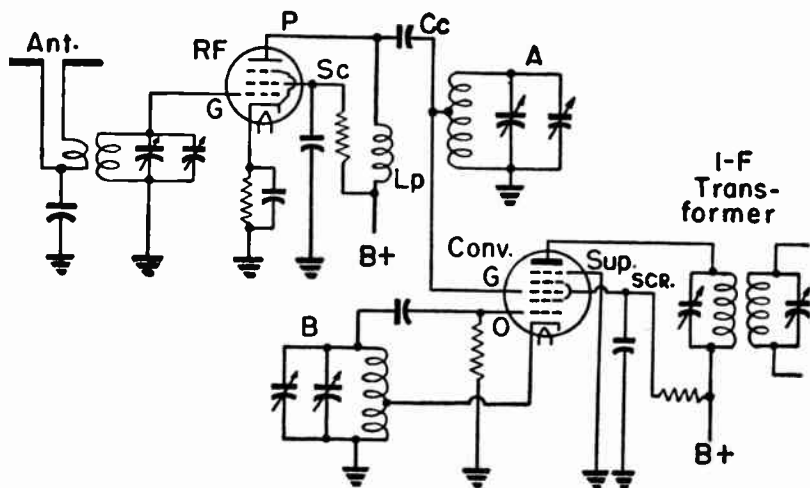 P
Cc
Ant.
RF
Sc
A
G
Lp
I-F
Trans-
former
B+
Conv.
Sup.
SCR.
G
B
O
B+